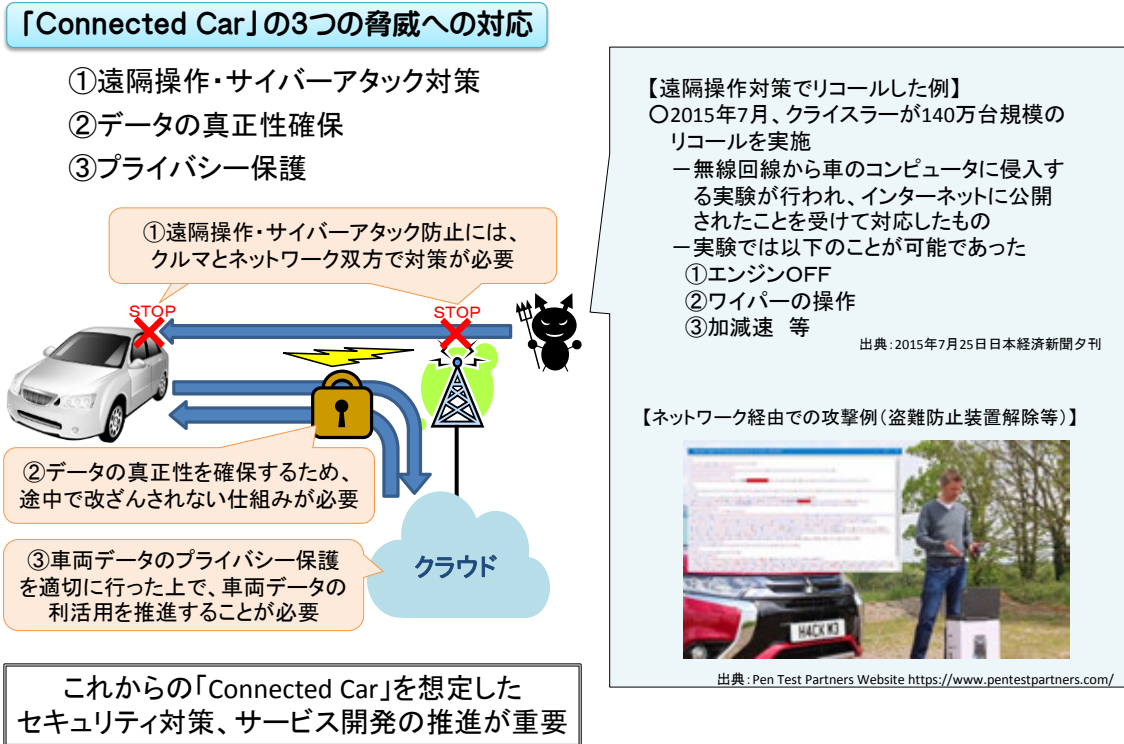 「Connected Car」の3つの脅威への対応
①遠隔操作・サイバーアタック対策
②データの真正性確保
③プライバシー保護
①遠隔操作・サイバーアタック防止には、
クルマとネットワーク双方で対策が必要
STOP
STOP
②データの真正性を確保するため、
途中で改ざんされない仕組みが必要
③車両データのプライバシー保護
を適切に行った上で、車両データの
利活用を推進することが必要
クラウド
これからの「Connected Car」を想定した
セキュリティ対策、サービス開発の推進が重要
【遠隔操作対策でリコールした例】
○2015年7月、クライスラーが140万台規模の
リコールを実施
－無線回線から車のコンピュータに侵入す
る実験が行われ、インターネットに公開
されたことを受けて対応したもの
－実験では以下のことが可能であった
①エンジンOFF
②ワイパーの操作
③加減速 等
出典：2015年7月25日日本経済新聞夕刊
【ネットワーク経由での攻撃例（盗難防止装置解除等）】
H4CK M3
出典：Pen Test Partners Website https://www.pentestpartners.com/